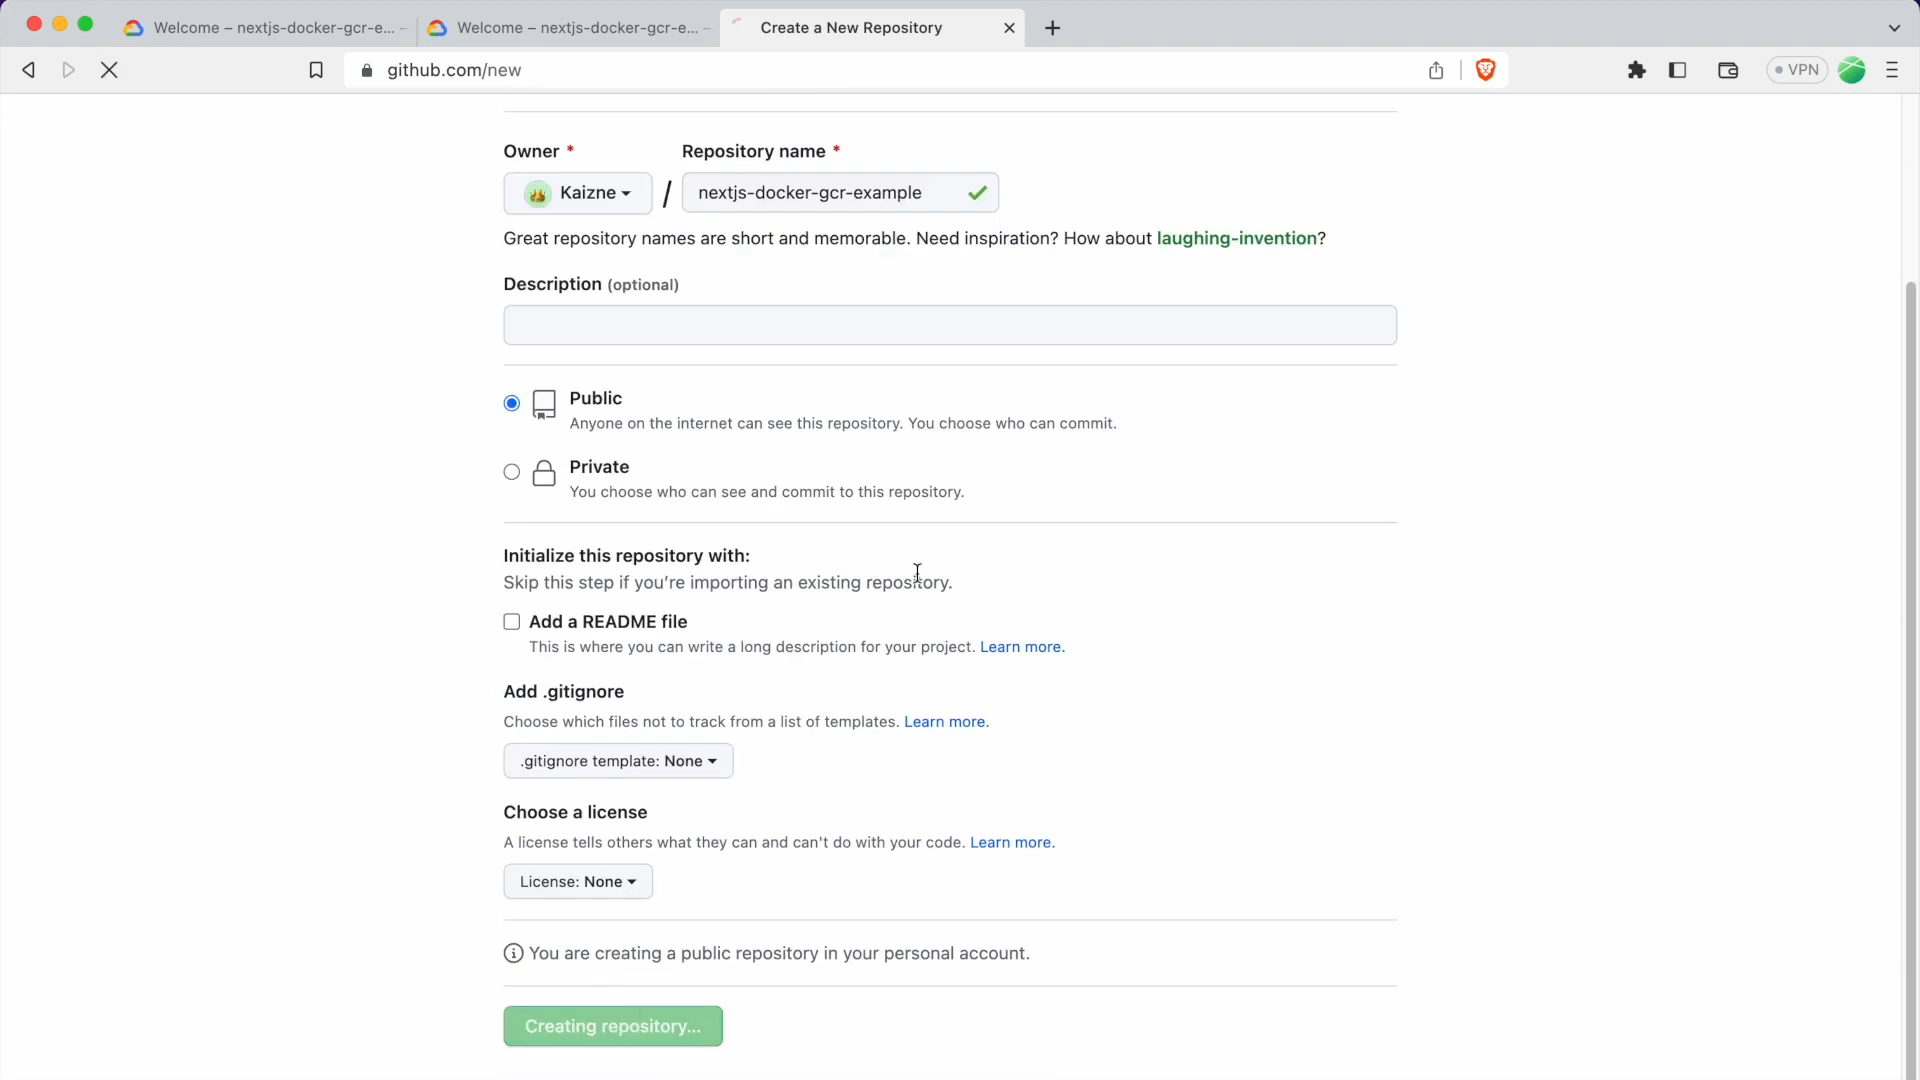 Welcome – nextjs-docker-gcr-e...
Welcome – nextjs-docker-gcr-e...
Create a New Repository
github.com/new
VPN
Owner *
Repository name *
Kaizne
/
nextjs-docker-gcr-example
Great repository names are short and memorable. Need inspiration? How about laughing-invention?
Description (optional)
Public
Anyone on the internet can see this repository. You choose who can commit.
Private
You choose who can see and commit to this repository.
Initialize this repository with:
Skip this step if you're importing an existing repository.
Add a README file
This is where you can write a long description for your project. Learn more.
Add .gitignore
Choose which files not to track from a list of templates. Learn more.
.gitignore template: None
Choose a license
A license tells others what they can and can't do with your code. Learn more.
License: None
You are creating a public repository in your personal account.
Creating repository...